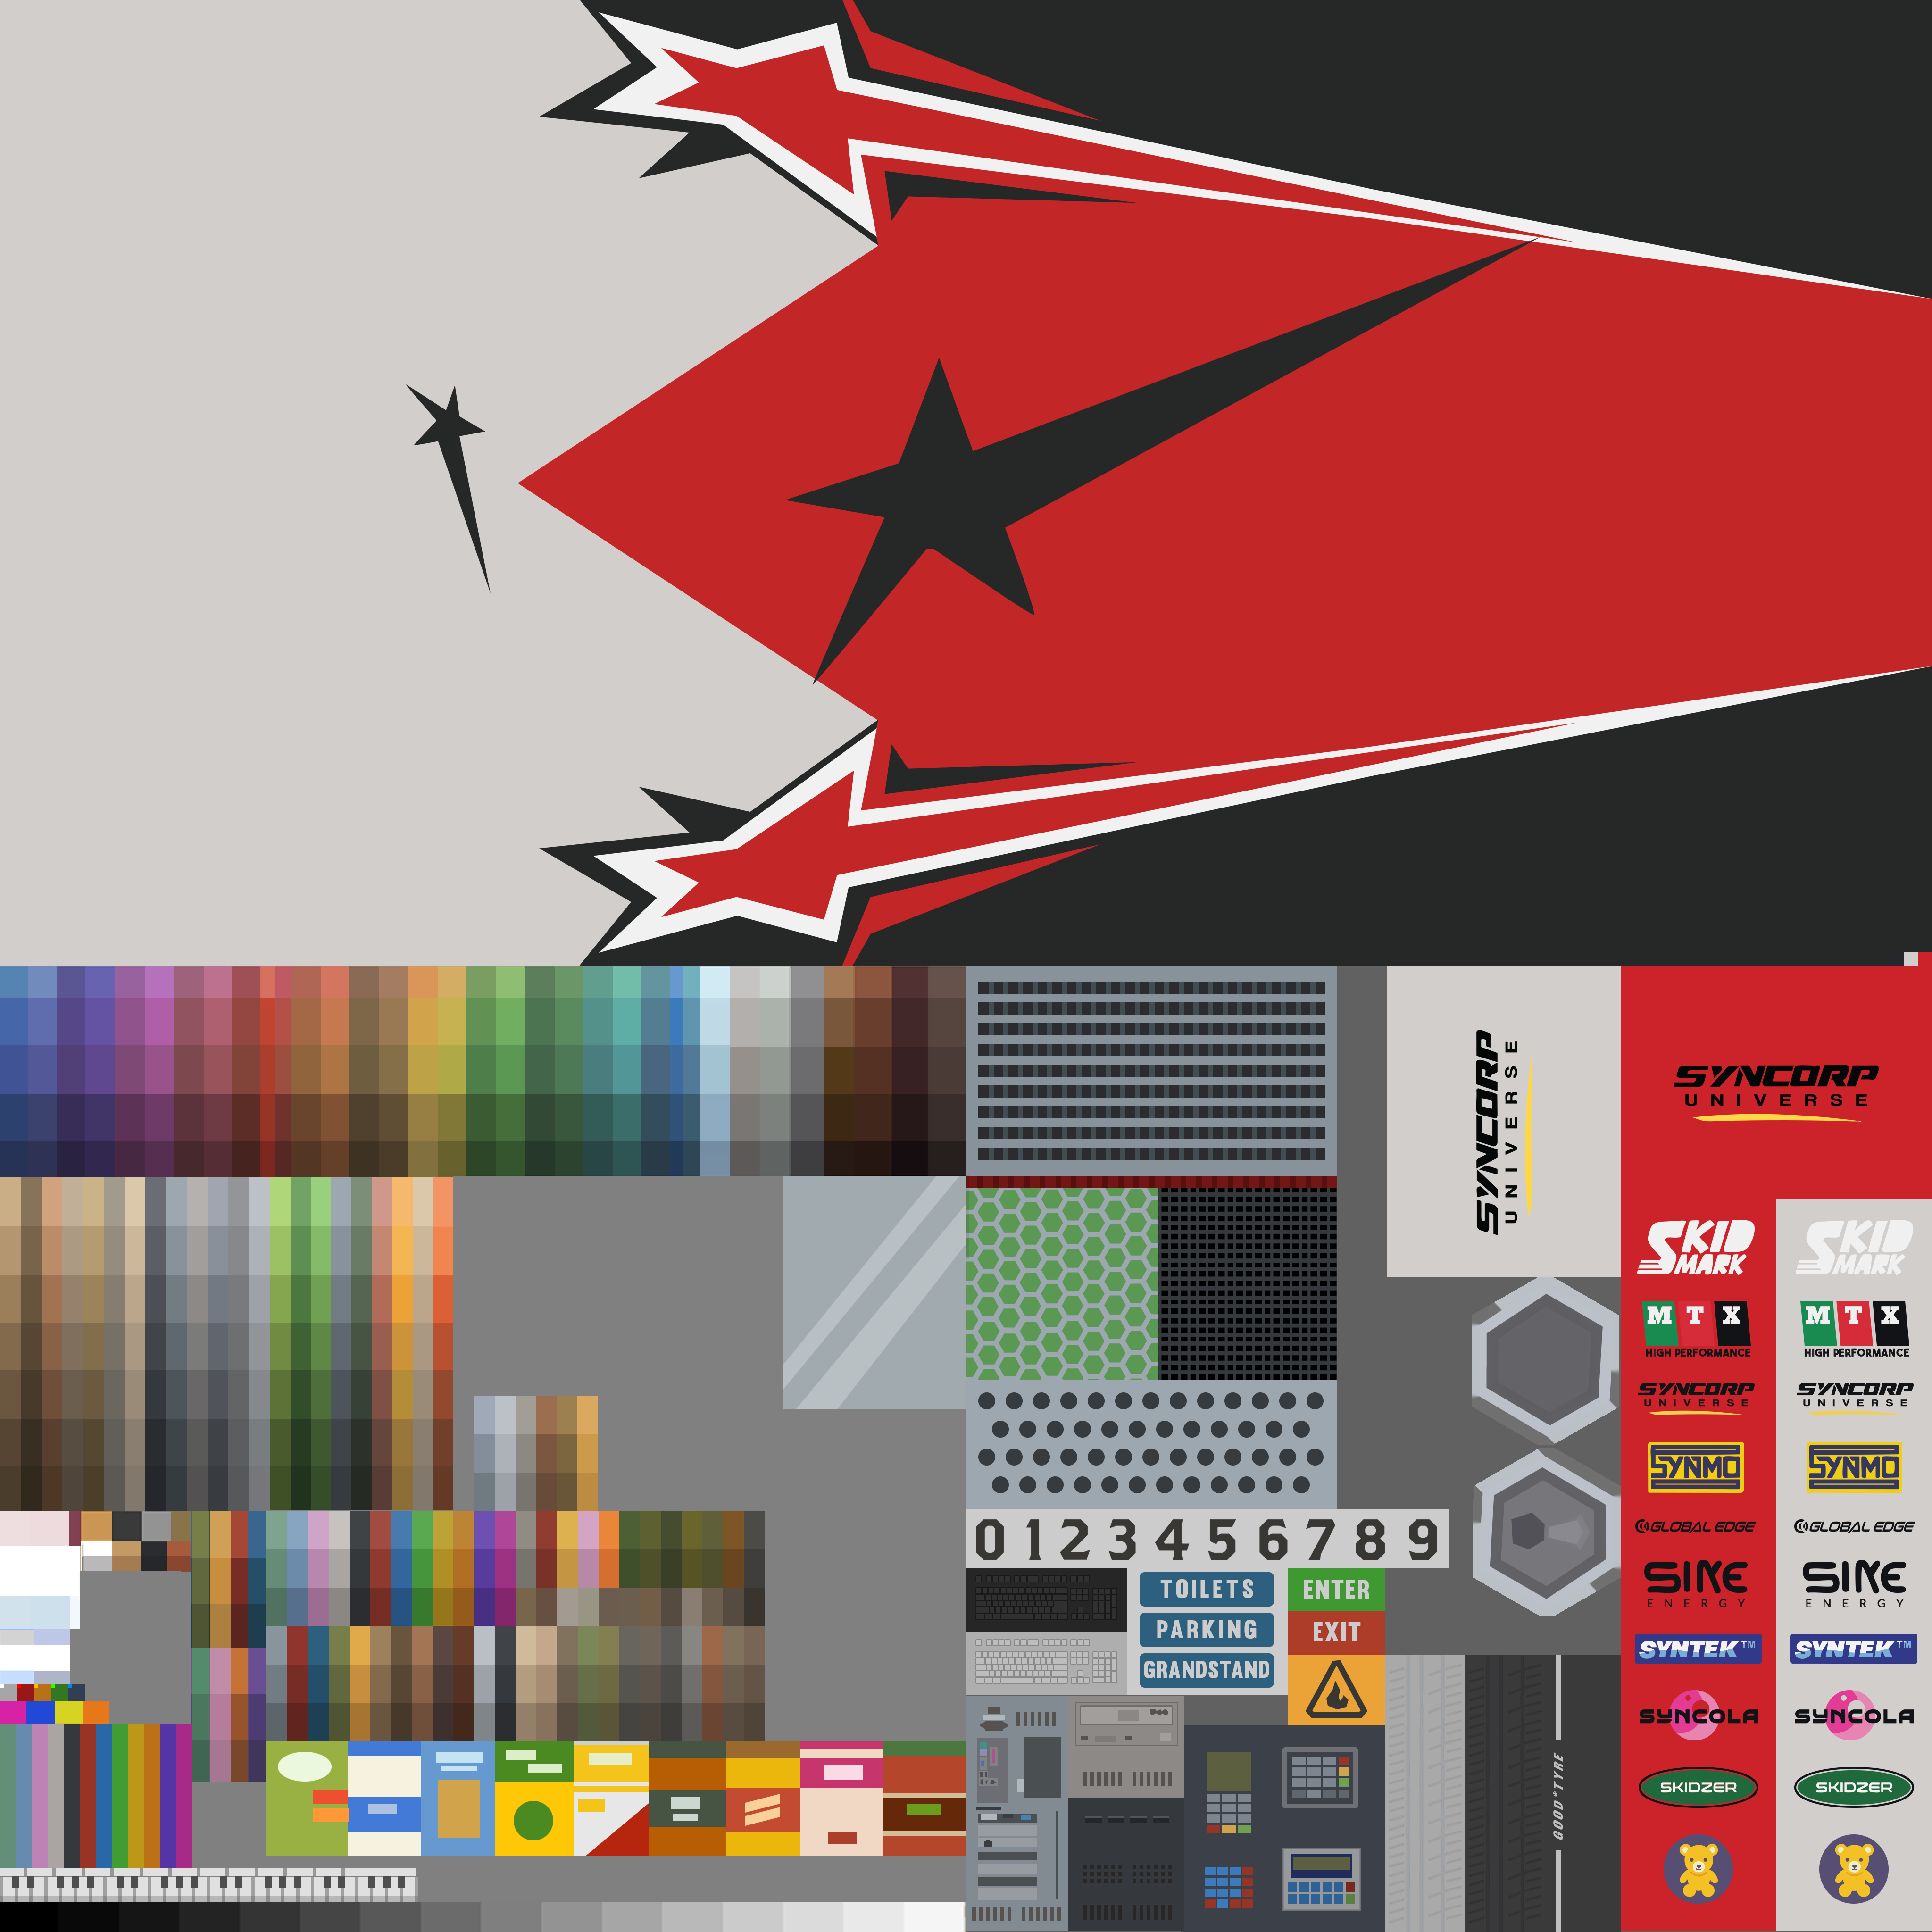 SYNCORP
UNIVERSE
SYNCORP
UNIVERSE
SKID
MARK
SKID
MARK
M T X
HIGH PERFORMANCE
M T X
HIGH PERFORMANCE
SYNCORP
UNIVERSE
SYNCORP
UNIVERSE
SYNMO
SYNMO
GLOBAL EDGE
GLOBAL EDGE
0 1 2 3 4 5 6 7 8 9
TOILETS
PARKING
GRANDSTAND
ENTER
EXIT
SIRE
ENERGY
SIRE
ENERGY
SYNTEK™
SYNTEK™
SYNCOLA
SYNCOLA
GOOD*TYRE
SKIDZER
SKIDZER